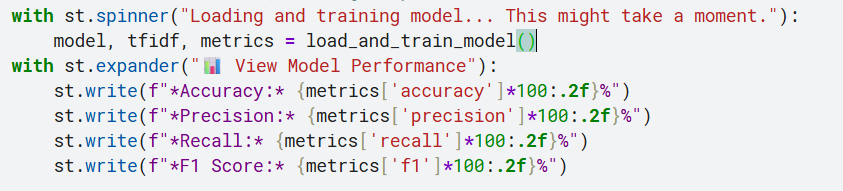 with st.spinner("Loading and training model... This might take a moment."):
    model, tfidf, metrics = load_and_train_model()
with st.expander("📊 View Model Performance"):
    st.write(f"*Accuracy:* {metrics['accuracy']*100:.2f}%")
    st.write(f"*Precision:* {metrics['precision']*100:.2f}%")
    st.write(f"*Recall:* {metrics['recall']*100:.2f}%")
    st.write(f"*F1 Score:* {metrics['f1']*100:.2f}%")